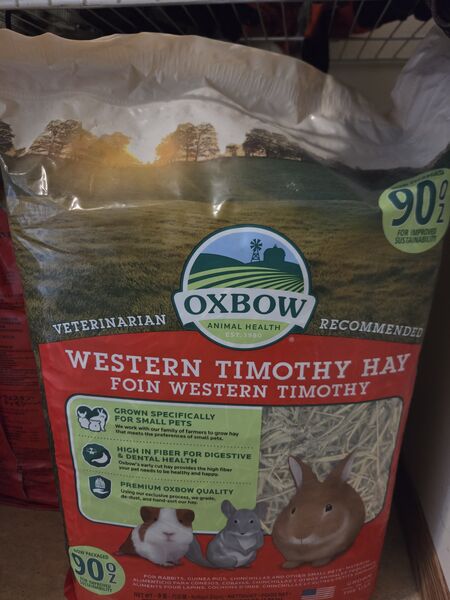 90 OZ
FOR IMPROVED
SUSTAINABILITY
OXBOW
ANIMAL HEALTH
EST. 1980
VETERINARIAN
RECOMMENDED
WESTERN TIMOTHY HAY
FOIN WESTERN TIMOTHY
GROWN SPECIFICALLY
FOR SMALL PETS
We work with our family of farmers to grow hay
that meets the preferences of small pets.
HIGH IN FIBER FOR DIGESTIVE
& DENTAL HEALTH
Oxbow's early cut hay provides the high fiber
your pet needs to be healthy and happy.
PREMIUM OXBOW QUALITY
Using our exclusive process, we grade,
de-dust, and hand-sort our hay.
NOW PACKAGED
90 OZ
FOR IMPROVED
SUSTAINABILITY
FOR RABBITS, GUINEA PIGS, CHINCHILLAS AND OTHER SMALL PETS